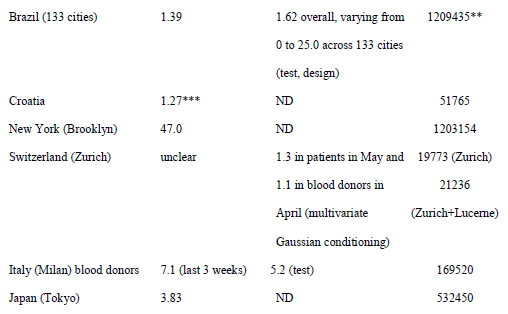 Brazil (133 cities) 1.39 1.62 overall, varying from 1209435**
0 to 25.0 across 133 cities
(test, design)
Croatia 1.27*** ND 51765
New York (Brooklyn) 47.0 ND 1203154
Switzerland (Zurich) unclear 1.3 in patients in May and 19773 (Zurich)
1.1 in blood donors in 21236
April (multivariate (Zurich+Lucerne)
Gaussian conditioning)
Italy (Milan) blood donors 7.1 (last 3 weeks) 5.2 (test) 169520
Japan (Tokyo) 3.83 ND 532450